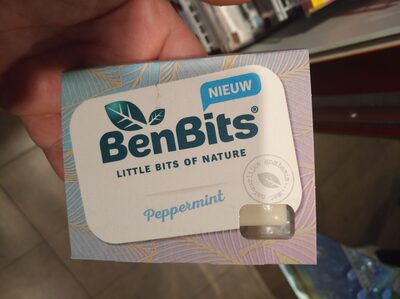 NIEUW
BenBits®
LITTLE BITS OF NATURE
Peppermint